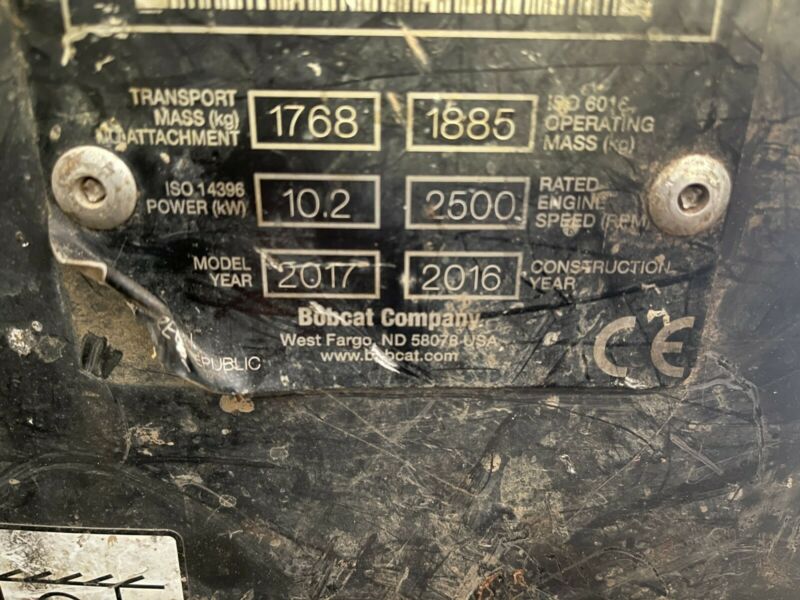 TRANSPORT
MASS (kg)
ATTACHMENT
1768
1885
ISO 6016
OPERATING
MASS (kg)
ISO 14396
POWER (kW)
10.2
2500
RATED
ENGINE
SPEED (RPM)
MODEL
YEAR
2017
2016
CONSTRUCTION
YEAR
Bobcat Company
West Fargo, ND 58078 USA
www.bobcat.com
CE